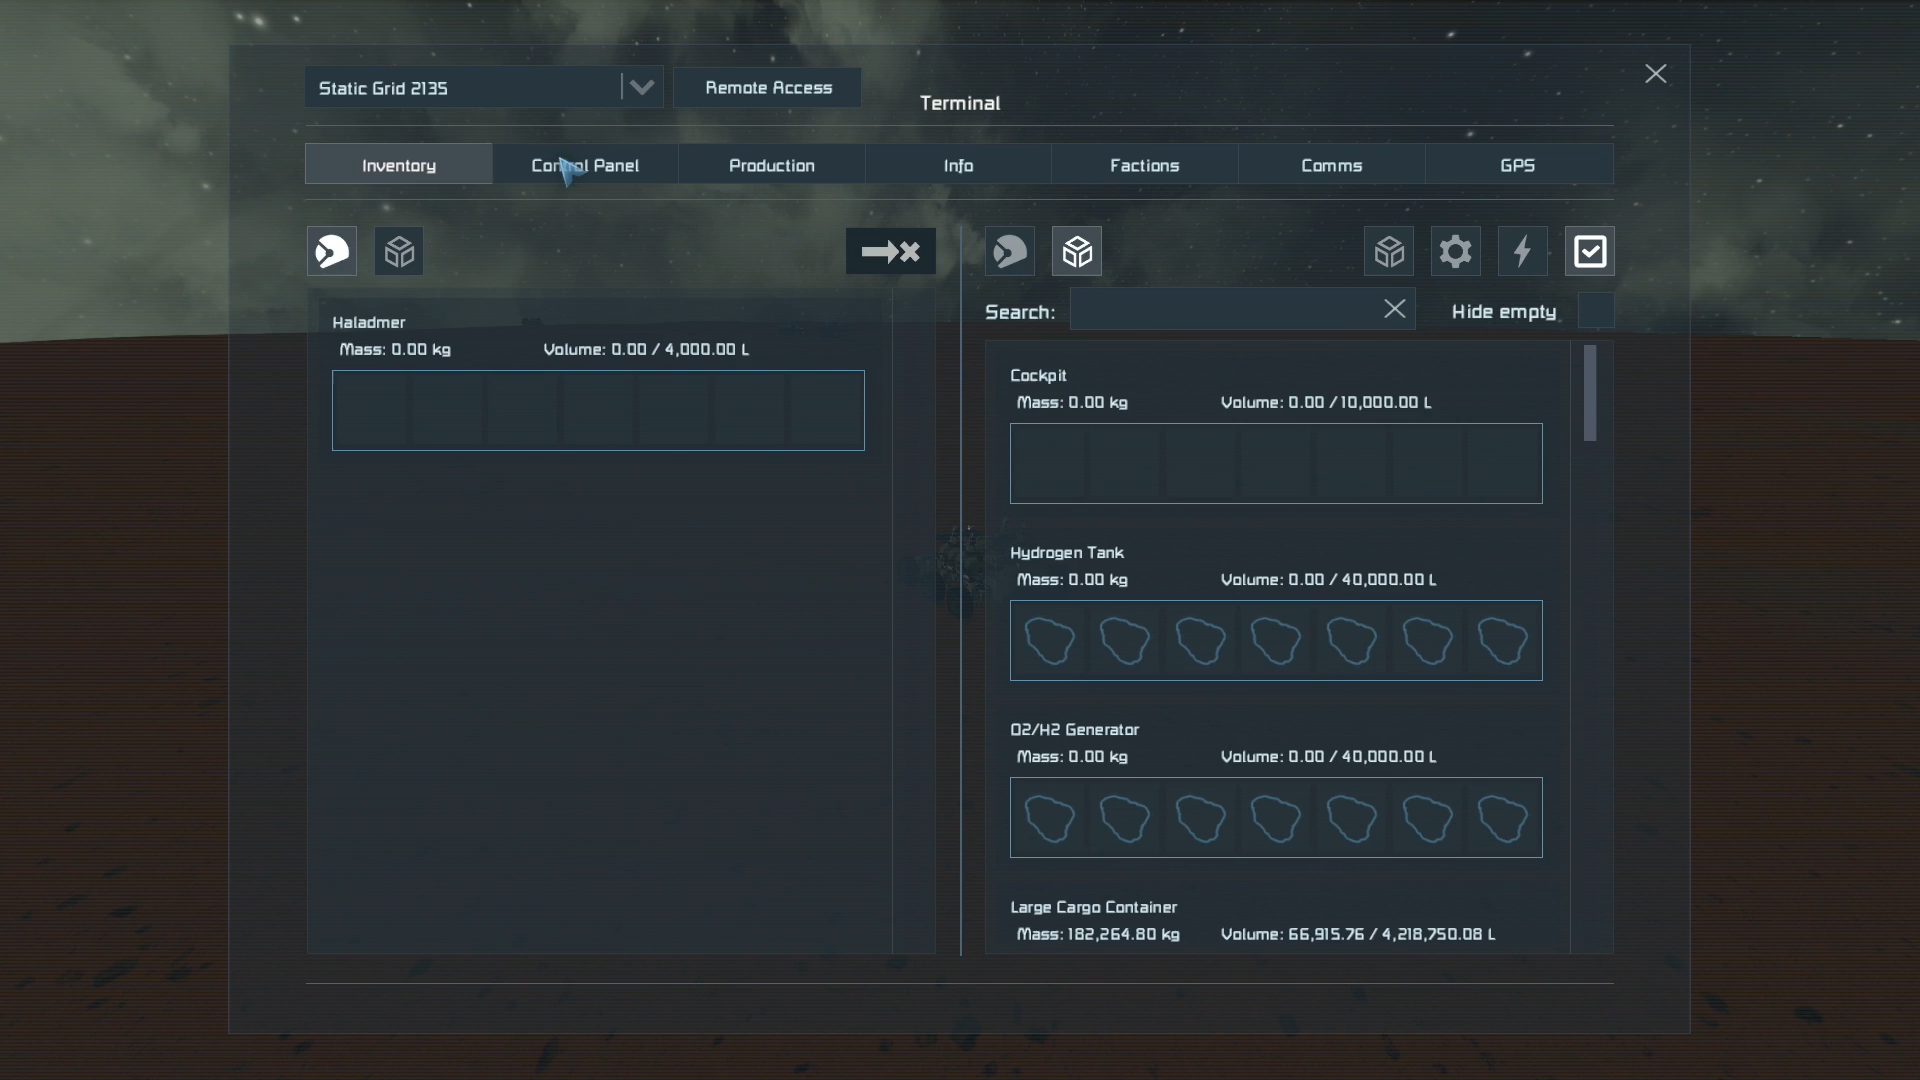 Static Grid 2135
Remote Access
Terminal
Inventory
Control Panel
Production
Info
Factions
Comms
GPS
Search:
Hide empty
Haladmer
Mass: 0.00 kg Volume: 0.00 / 4,000.00 L
Cockpit
Mass: 0.00 kg Volume: 0.00 / 10,000.00 L
Hydrogen Tank
Mass: 0.00 kg Volume: 0.00 / 40,000.00 L
O2/H2 Generator
Mass: 0.00 kg Volume: 0.00 / 40,000.00 L
Large Cargo Container
Mass: 182,264.80 kg Volume: 66,915.76 / 4,218,750.08 L